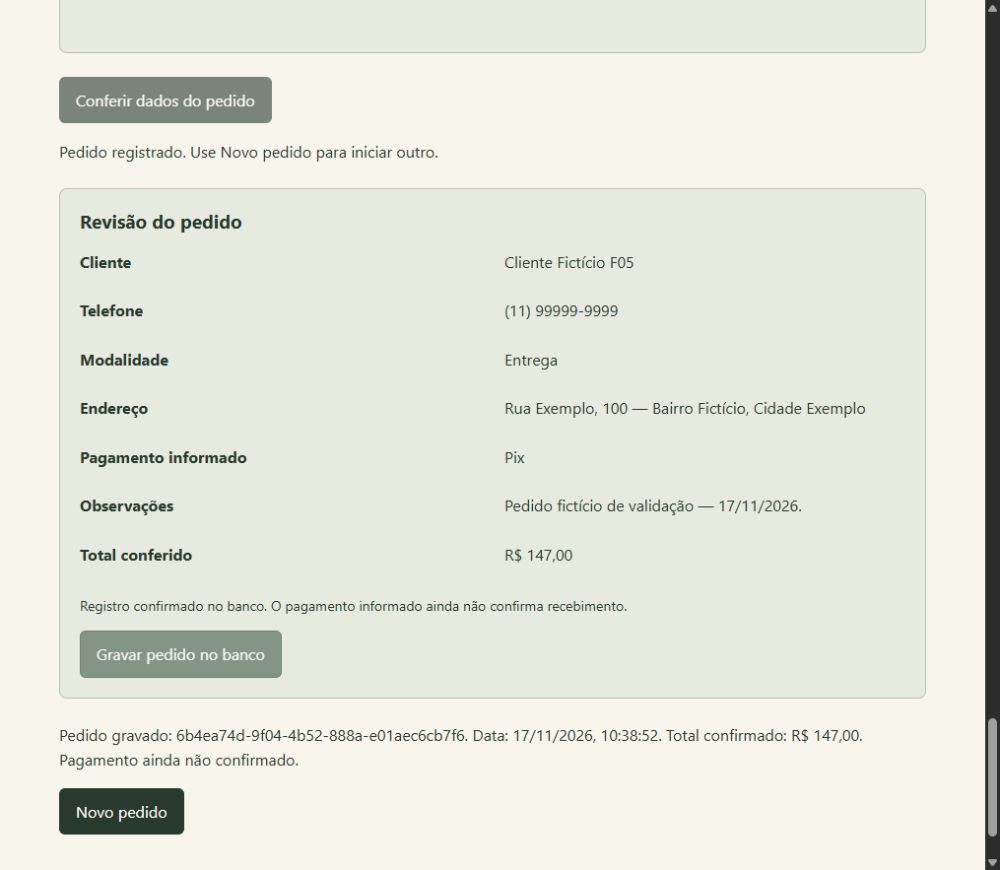 Conferir dados do pedido
Pedido registrado. Use Novo pedido para iniciar outro.
Revisão do pedido
Cliente Cliente Fictício F05
Telefone (11) 99999-9999
Modalidade Entrega
Endereço Rua Exemplo, 100 — Bairro Fictício, Cidade Exemplo
Pagamento informado Pix
Observações Pedido fictício de validação — 17/11/2026.
Total conferido R$ 147,00
Registro confirmado no banco. O pagamento informado ainda não confirma recebimento.
Gravar pedido no banco
Pedido gravado: 6b4ea74d-9f04-4b52-888a-e01aec6cb7f6. Data: 17/11/2026, 10:38:52. Total confirmado: R$ 147,00.
Pagamento ainda não confirmado.
Novo pedido